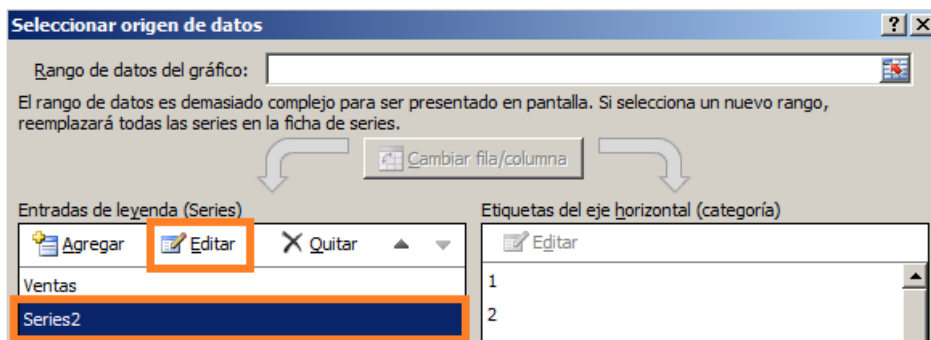 Seleccionar origen de datos
Rango de datos del gráfico:
El rango de datos es demasiado complejo para ser presentado en pantalla. Si selecciona un nuevo rango,
reemplazará todas las series en la ficha de series.
Cambiar fila/columna
Entradas de leyenda (Series)
Agregar Editar Quitar
Ventas
Series2
Etiquetas del eje horizontal (categoría)
Editar
1
2